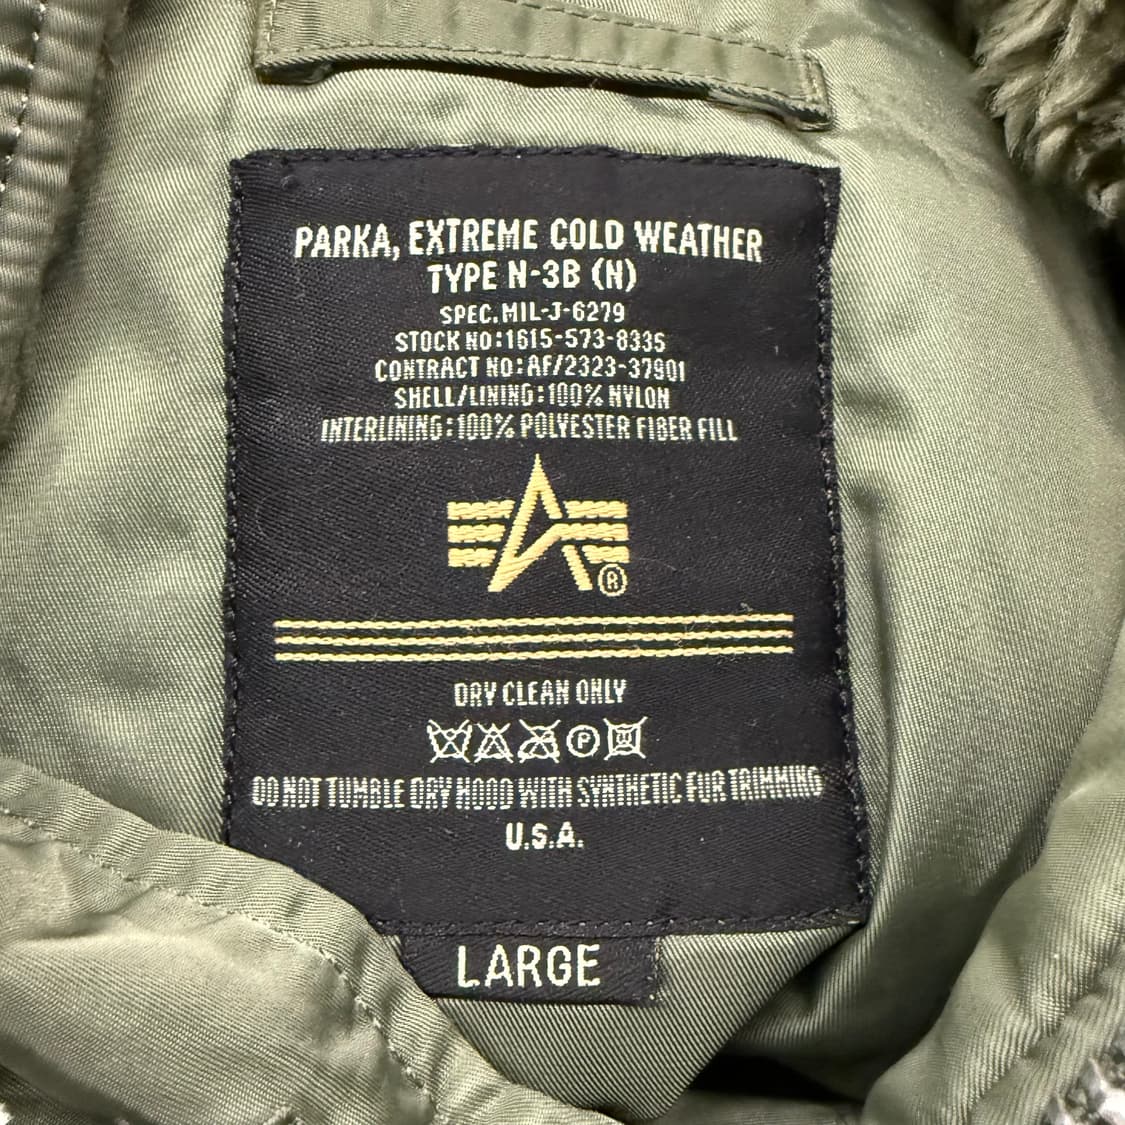 PARKA, EXTREME COLD WEATHER
TYPE N-3B (N)
SPEC.MIL-J-6279
STOCK NO:1615-573-8335
CONTRACT NO:AF/2323-37901
SHELL/LINING:100% NYLON
INTERLINING:100% POLYESTER FIBER FILL
®
DRY CLEAN ONLY
P
DO NOT TUMBLE DRY HOOD WITH SYNTHETIC FUR TRIMMING
U.S.A.
LARGE